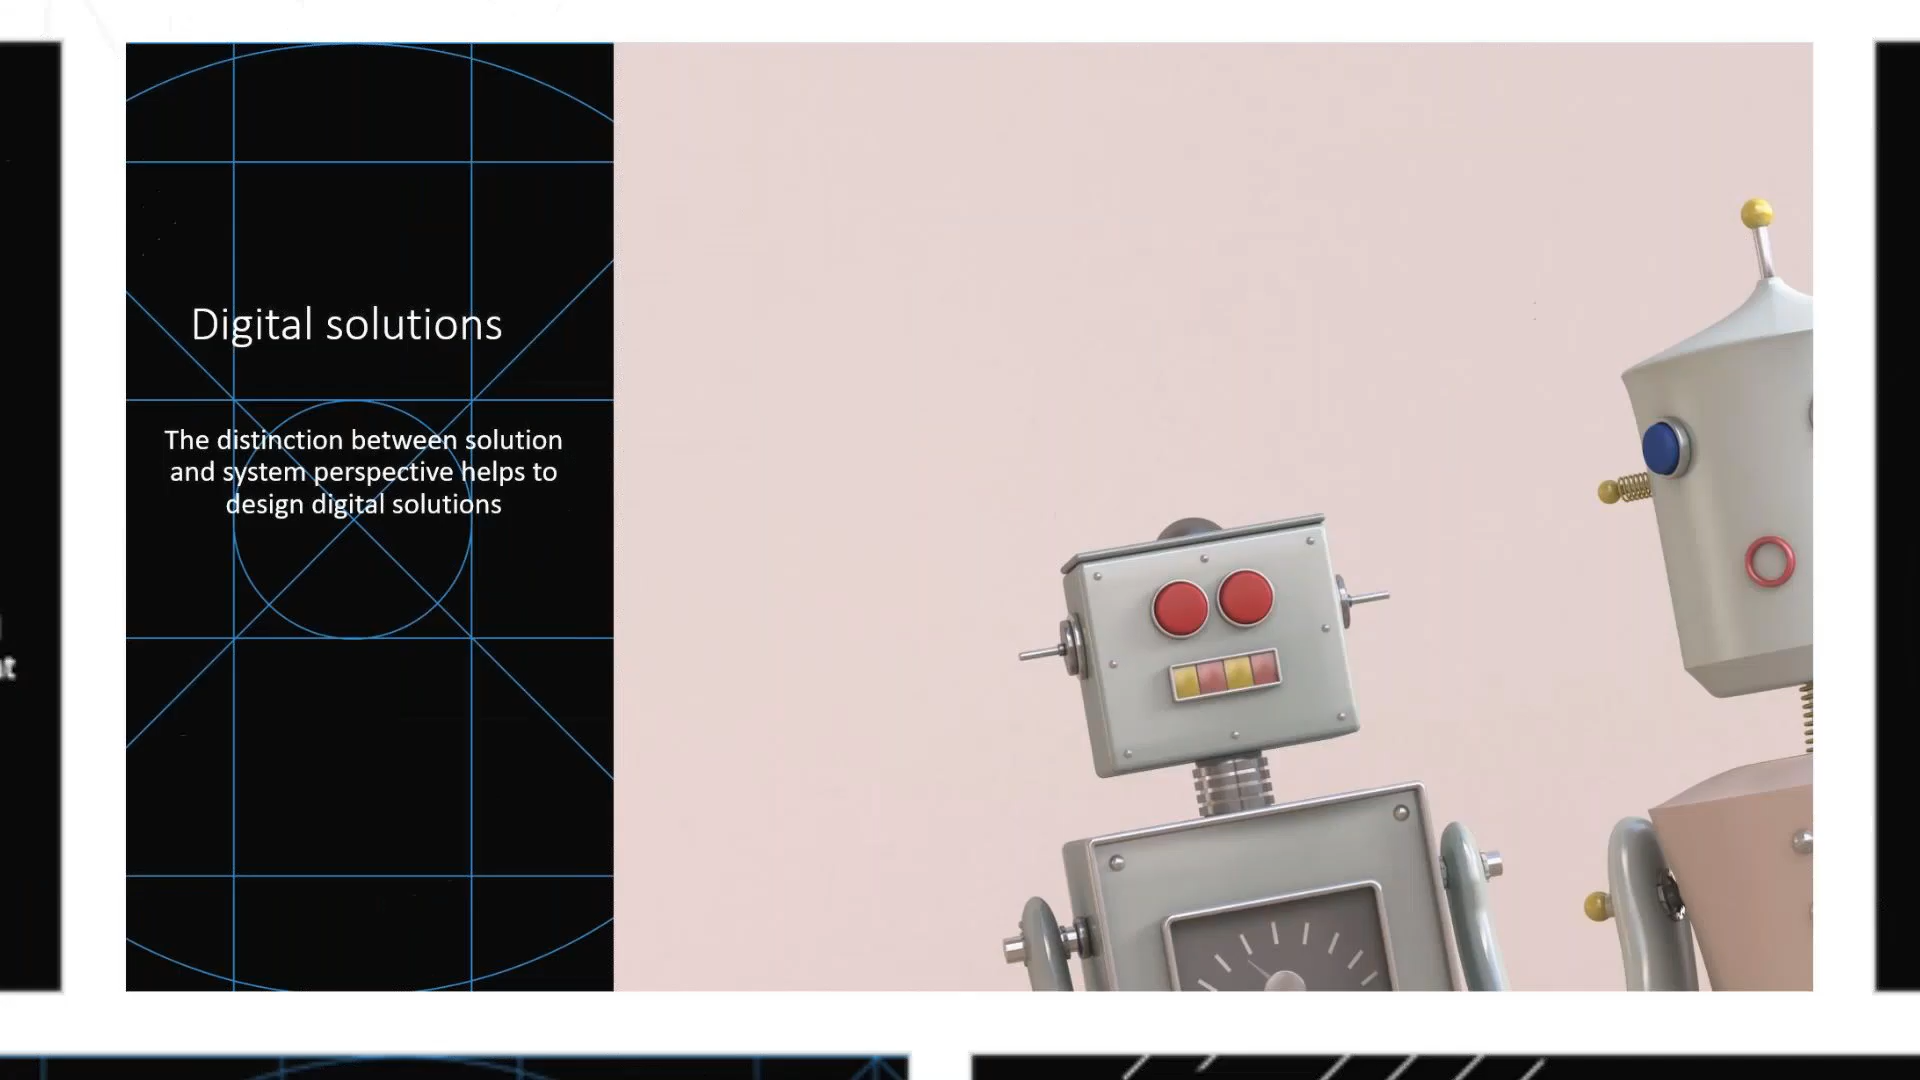 Digital solutions
The distinction between solution
and system perspective helps to
design digital solutions